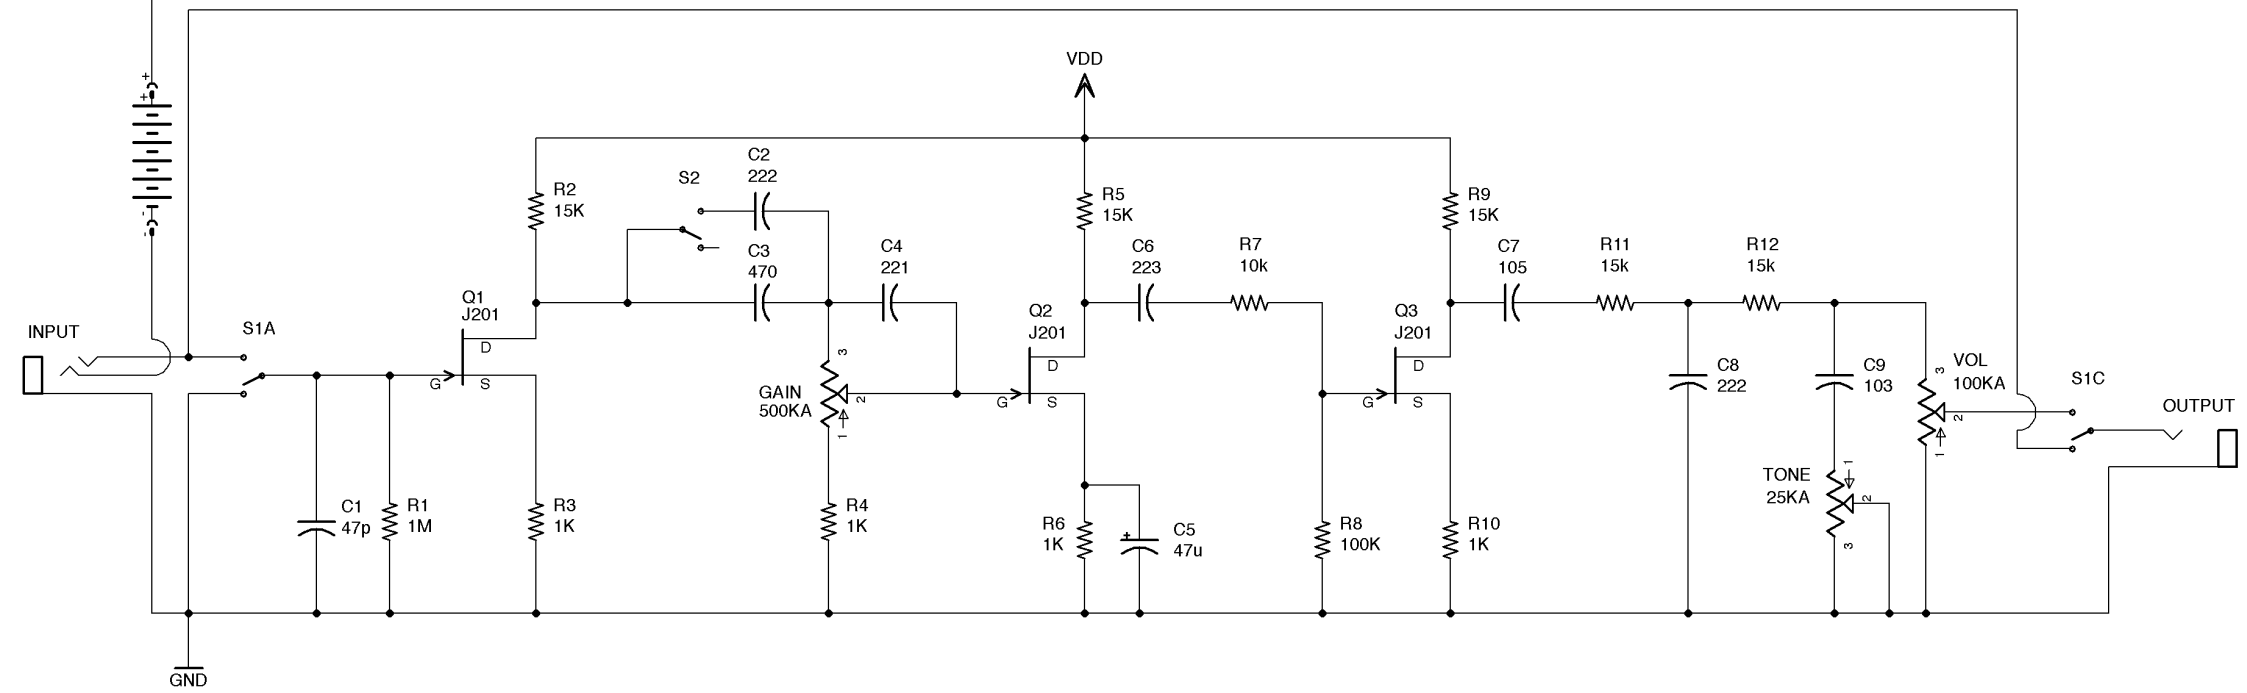 VDD
+
+
-
-
C2
222
S2
R2
15K
R5
15K
R9
15K
C3
470
C4
221
C6
223
R7
10k
C7
105
R11
15k
R12
15k
INPUT
S1A
Q1
J201
D
G
S
Q2
J201
D
G
S
Q3
J201
D
G
S
GAIN
500KA
3
2
1
C8
222
C9
103
VOL
100KA
3
2
1
S1C
OUTPUT
TONE
25KA
1
2
3
C1
47p
R1
1M
R3
1K
R4
1K
R6
1K
+
C5
47u
R8
100K
R10
1K
GND